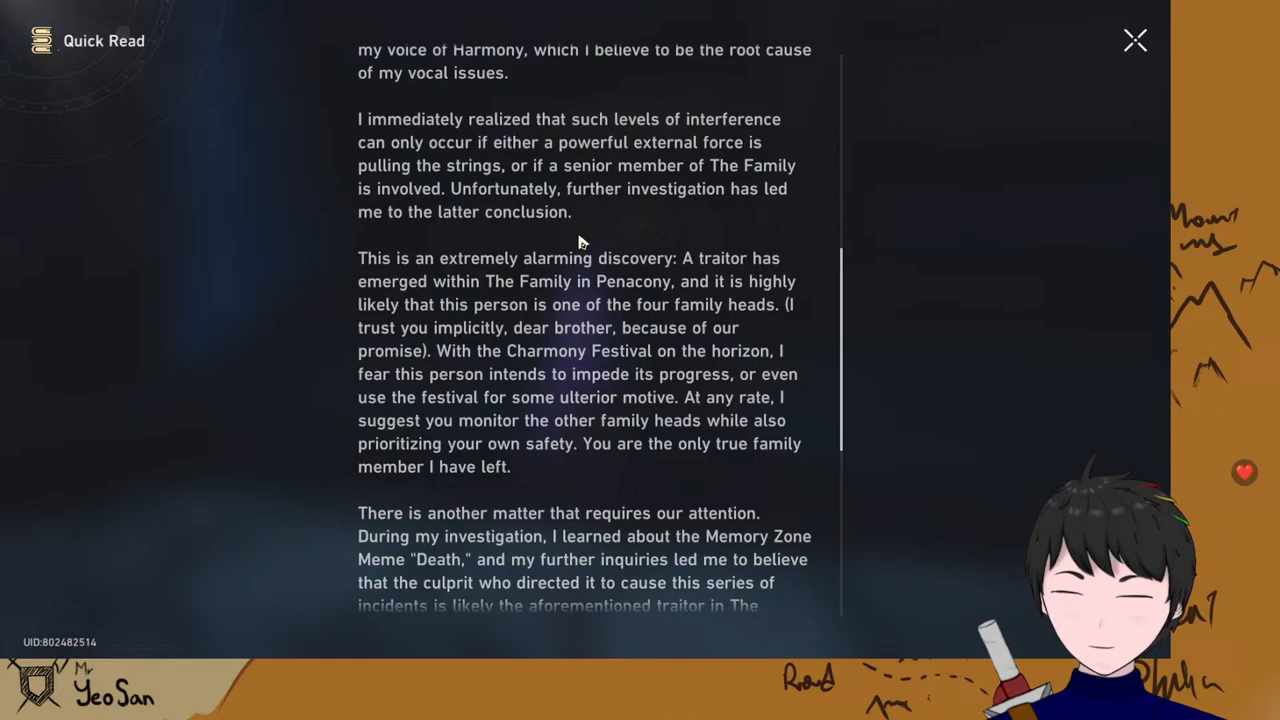 Quick Read
my voice of Harmony, which I believe to be the root cause
of my vocal issues.
I immediately realized that such levels of interference
can only occur if either a powerful external force is
pulling the strings, or if a senior member of The Family
is involved. Unfortunately, further investigation has led
me to the latter conclusion.
This is an extremely alarming discovery: A traitor has
emerged within The Family in Penacony, and it is highly
likely that this person is one of the four family heads. (I
trust you implicitly, dear brother, because of our
promise). With the Charmony Festival on the horizon, I
fear this person intends to impede its progress, or even
use the festival for some ulterior motive. At any rate, I
suggest you monitor the other family heads while also
prioritizing your own safety. You are the only true family
member I have left.
There is another matter that requires our attention.
During my investigation, I learned about the Memory Zone
Meme "Death," and my further inquiries led me to believe
that the culprit who directed it to cause this series of
incidents is likely the aforementioned traitor in The
UID:802482514
Mr
YeoSan
Road